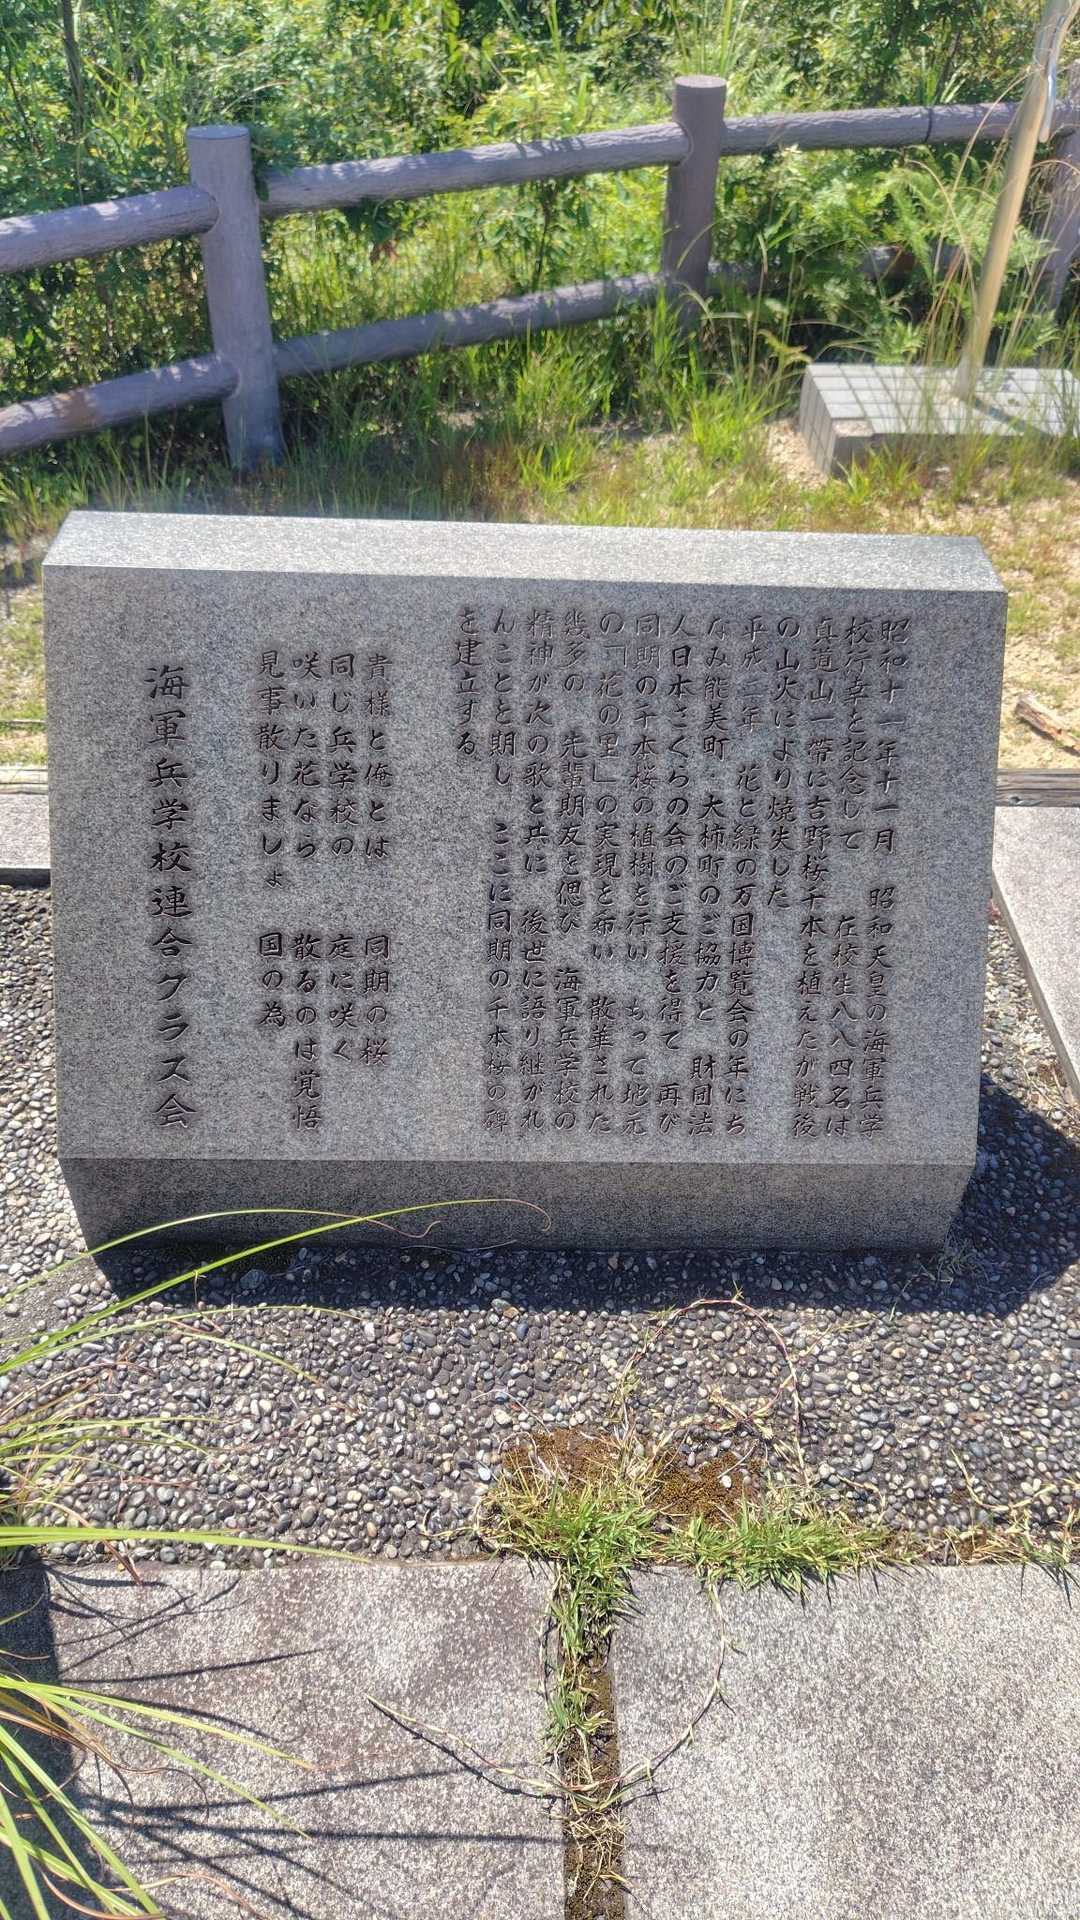 昭和十一年十一月　昭和天皇の海軍兵学
校行幸を記念して　在校生八八四名は
真道山一帯に吉野桜千本を植えたが戦後
の山火により焼失した
平成二年　花と緑の万国博覧会の年にち
なみ能美町・大柿町のご協力と　財団法
人日本さくらの会のご支援を得て　再び
同期の千本桜の植樹を行い　もって地元
の「花の里」の実現を希い　散華された
幾多の　先輩期友を偲び　海軍兵学校の
精神が次の歌と共に　後世に語り継がれ
んことと期し　ここに同期の千本桜の碑
を建立する
貴様と俺とは　同期の桜
同じ兵学校の　庭に咲く
咲いた花なら　散るのは覚悟
見事散りましょ　国の為
海軍兵学校連合クラス会